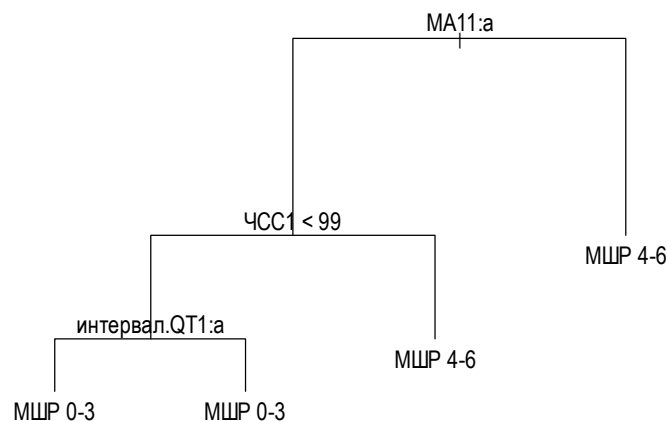 МА11:a
ЧСС1 < 99
МШР 4-6
интервал.QT1:a
МШР 4-6
МШР 0-3
МШР 0-3